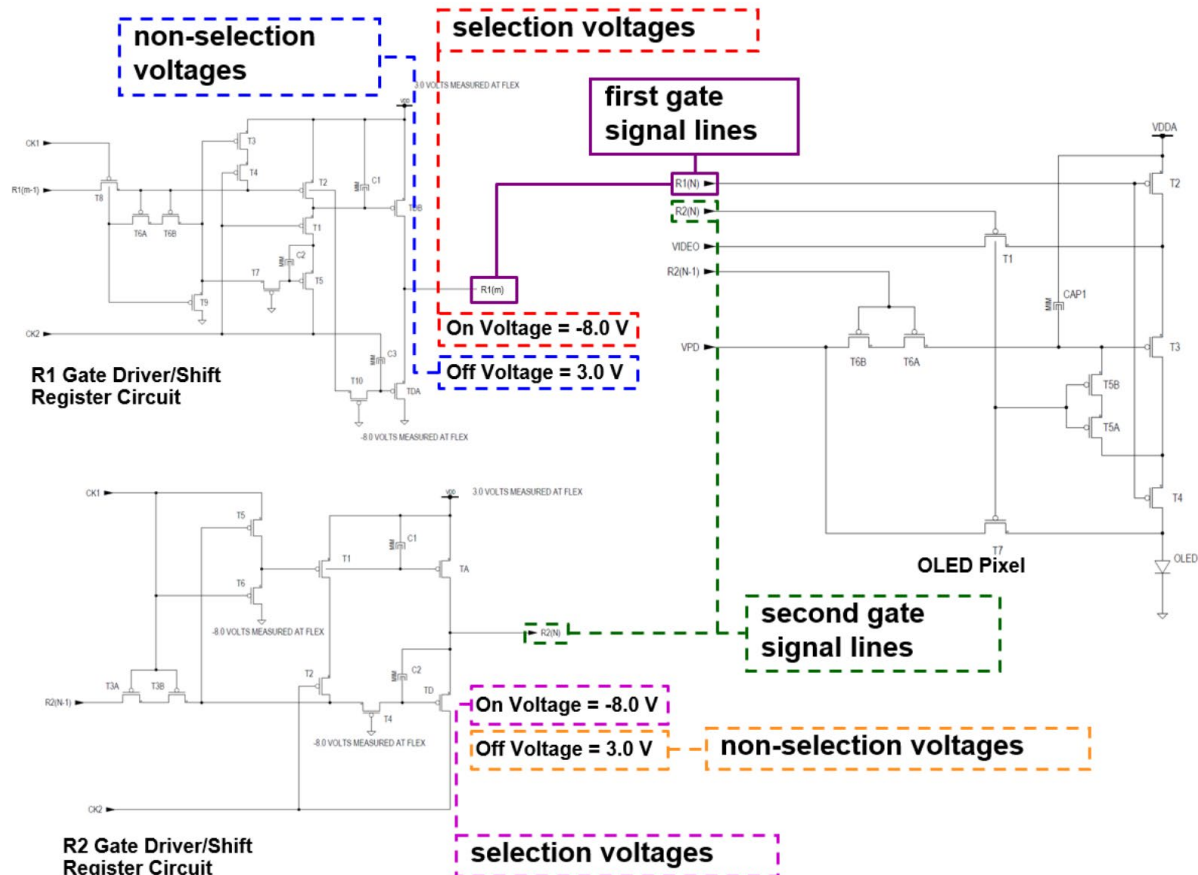 non-selection
voltages
selection voltages
3.0 VOLTS MEASURED AT FLEX
VDD
first gate
signal lines
VDDA
CK1
T3
R1(m-1)
T4
T8
T2
C1
MIM
R1(N)
T2
T6A
T6B
R2(N)
T1
VIDEO
T1
C2
MIM
T7
T5
R2(N-1)
R1(m)
T9
MIM
CAP1
CK2
On Voltage = -8.0 V
VPD
T3
C3
MIM
T6B
T6A
Off Voltage = 3.0 V
R1 Gate Driver/Shift
Register Circuit
T10
TDA
T5B
T5A
-8.0 VOLTS MEASURED AT FLEX
CK1
VDD
3.0 VOLTS MEASURED AT FLEX
T4
T5
C1
MIM
T7
OLED
T1
TA
OLED Pixel
T6
-8.0 VOLTS MEASURED AT FLEX
second gate
signal lines
R2(N)
T2
C2
MIM
T3A
T3B
TD
R2(N-1)
T4
On Voltage = -8.0 V
-8.0 VOLTS MEASURED AT FLEX
Off Voltage = 3.0 V
non-selection voltages
CK2
R2 Gate Driver/Shift
Register Circuit
selection voltages